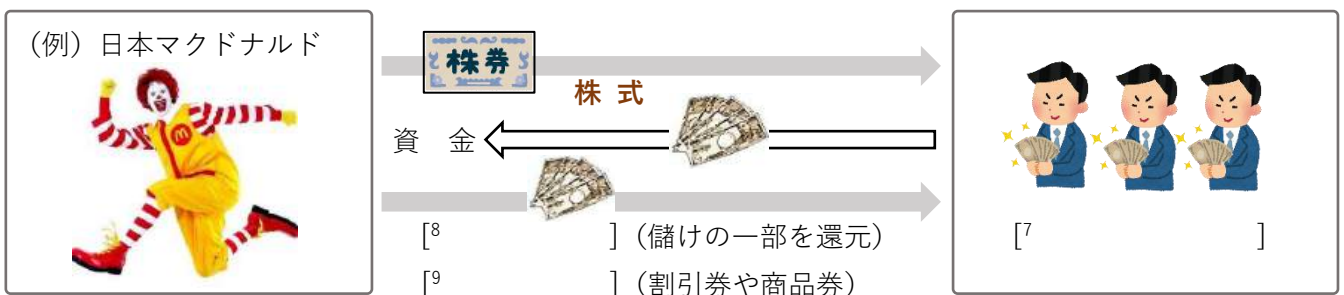 (例) 日本マクドナルド
株券
株 式
資 金
[8 ] (儲けの一部を還元)
[7 ]
[9 ] (割引券や商品券)